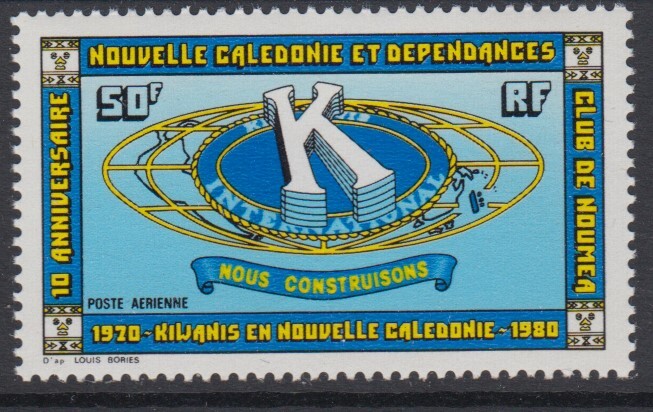 NOUVELLE CALEDONIE ET DEPENDANCES
50F
RF
10 ANNIVERSAIRE
CLUB DE NOUMEA
K
INTERNATIONAL
NOUS CONSTRUISONS
POSTE AERIENNE
1970~KIWANIS EN NOUVELLE CALEDONIE~1980
D'ap LOUIS BORIES